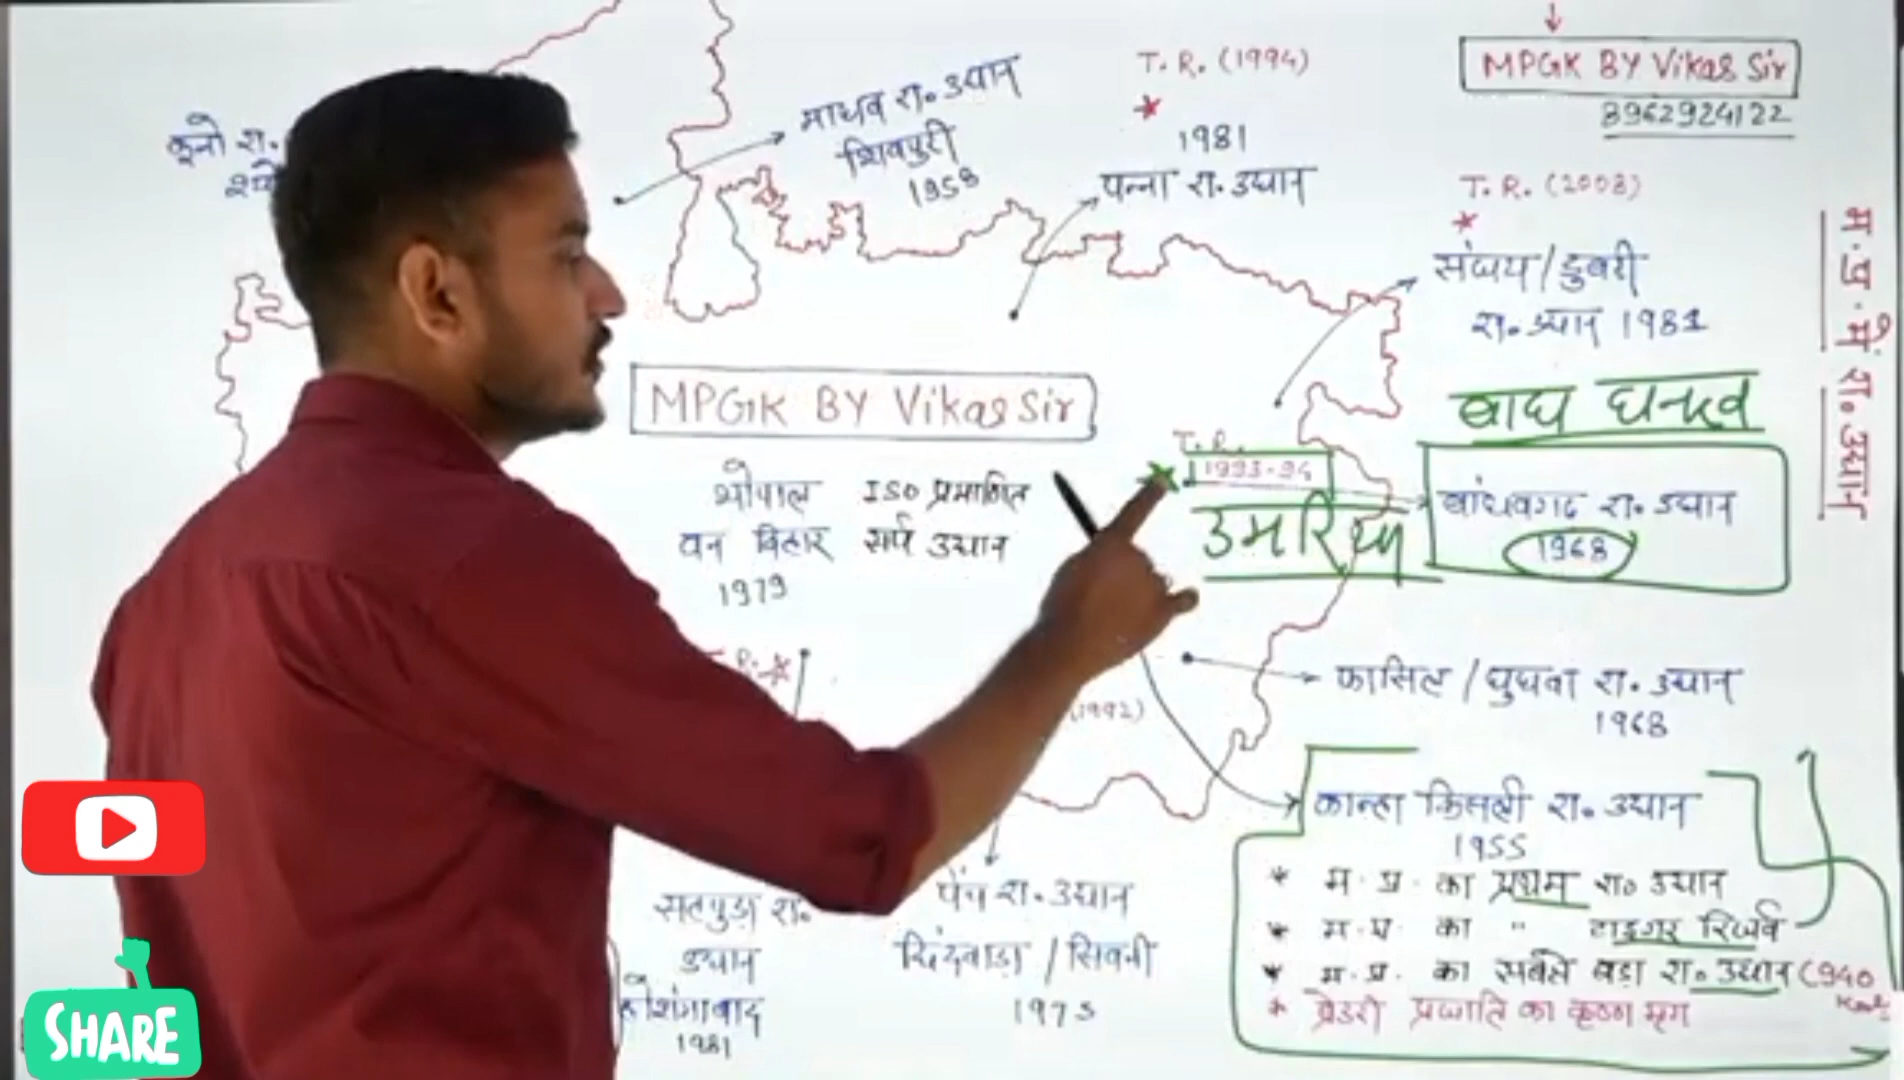 T. R. (1994)
1981
पन्ना रा. उद्यान
MPGK BY Vikas Sir
8962924122
माधव रा. उद्यान
शिवपुरी
1958
कूनो रा.
T. R. (2008)
संजय/डुबरी
रा. उद्यान 1981
म.प्र. में रा. उद्यान
MPGK BY Vikas Sir
बाघ घनत्व
T. R.
1993-94
उमरिया
बांधवगढ रा. उद्यान
1968
भोपाल ISO प्रमाणित
वन विहार सर्प उद्यान
1979
R.
(1992)
फासिल / घुघवा रा. उद्यान
1968
कान्हा किसली रा. उद्यान
1955
* म. प्र. का प्रथम रा० उद्यान
* म. प्र. का " टाइगर रिजर्व
* म. प्र. का सबसे बड़ा रा. उद्यान (940
* ब्रेडरी प्रजाति का कृष्ण मृग
सतपुड़ा रा.
उद्यान
होशंगाबाद
1981
पेंच रा. उद्यान
छिंदवाड़ा / सिवनी
1975
SHARE